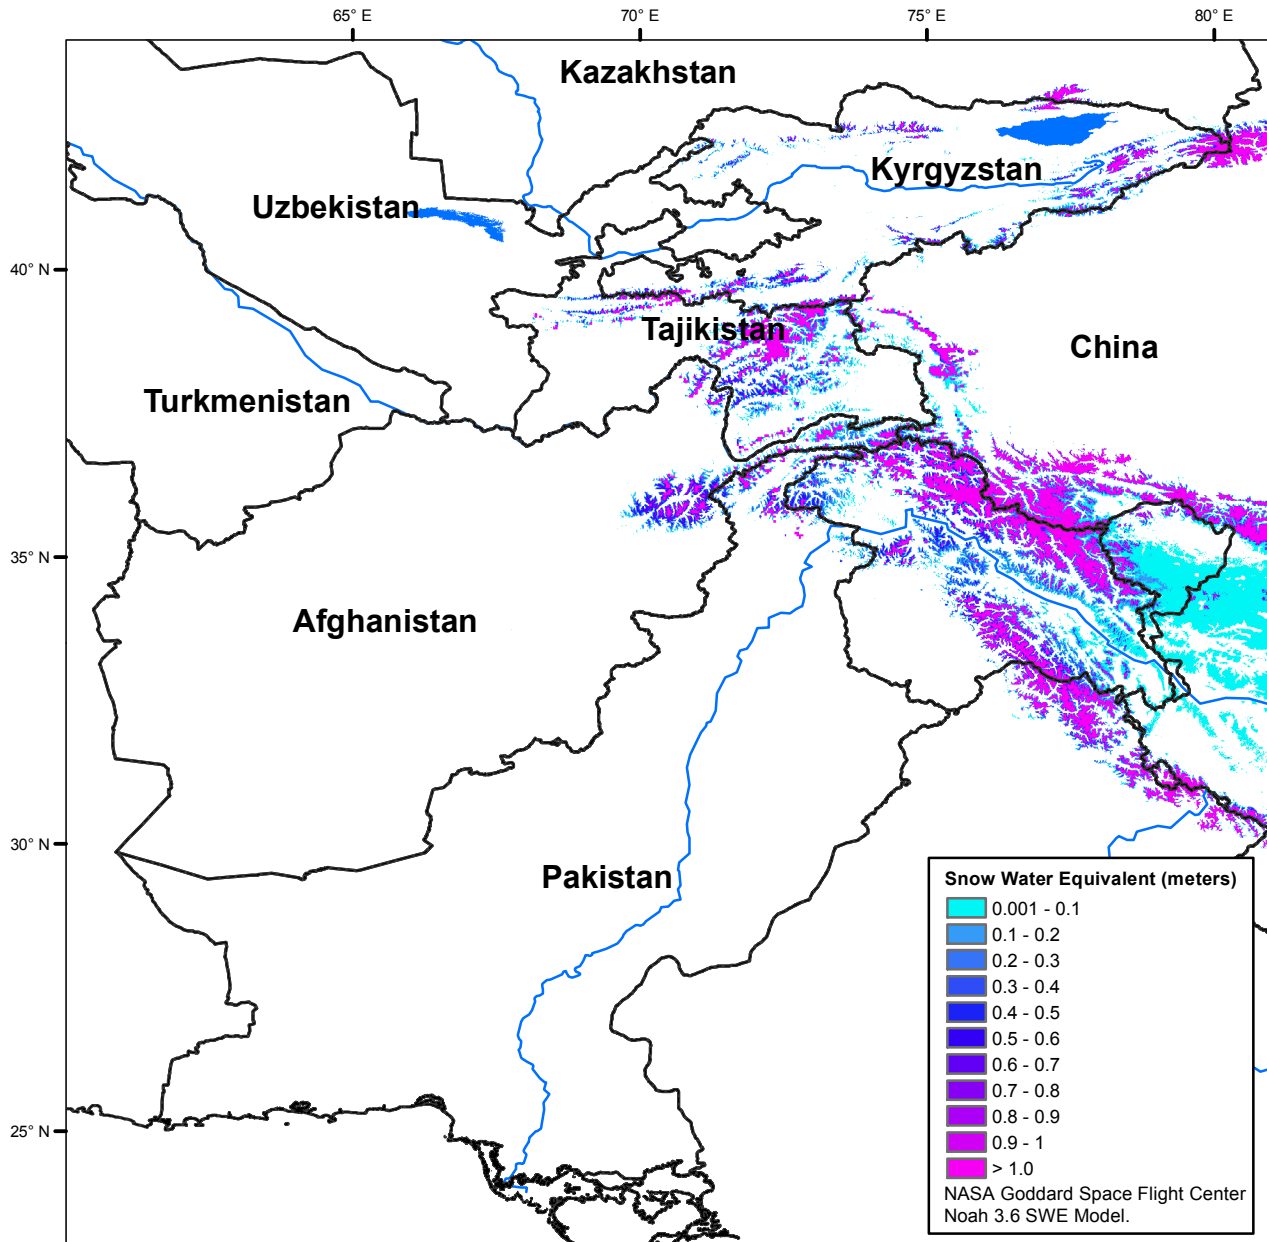 65° E
70° E
75° E
80° E
Kazakhstan
Kyrgyzstan
Uzbekistan
40° N
Tajikistan
China
Turkmenistan
35° N
Afghanistan
30° N
Pakistan
Snow Water Equivalent (meters)
0.001 - 0.1
0.1 - 0.2
0.2 - 0.3
0.3 - 0.4
0.4 - 0.5
0.5 - 0.6
0.6 - 0.7
0.7 - 0.8
0.8 - 0.9
0.9 - 1
> 1.0
NASA Goddard Space Flight Center
Noah 3.6 SWE Model.
25° N